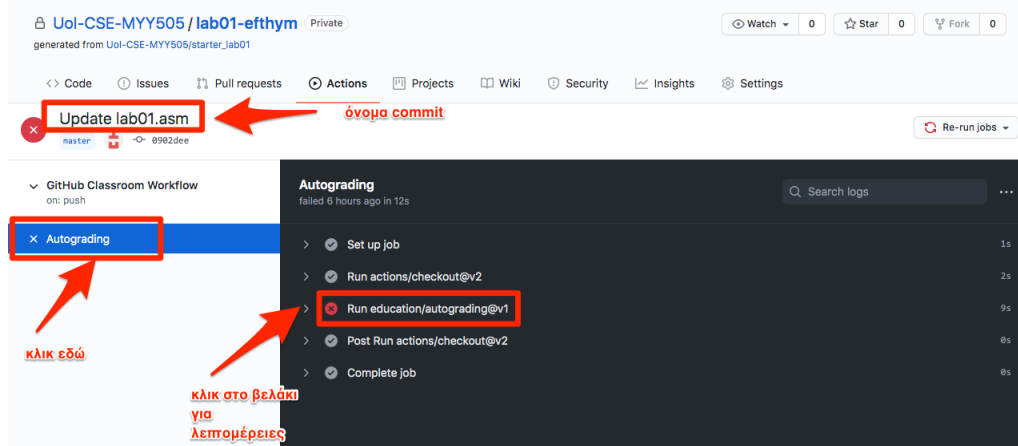 UoI-CSE-MYY505 / lab01-efthym Private
Watch 0 Star 0 Fork 0
generated from UoI-CSE-MYY505/starter_lab01
Code Issues Pull requests Actions Projects Wiki Security Insights Settings
Update lab01.asm
όνομα commit
master 0902dee
Re-run jobs
GitHub Classroom Workflow
on: push
Autograding
Autograding
failed 6 hours ago in 12s
Search logs
Set up job 1s
Run actions/checkout@v2 2s
Run education/autograding@v1 9s
Post Run actions/checkout@v2 0s
Complete job 0s
κλικ εδώ
κλικ στο βελάκι
για
λεπτομέρειες